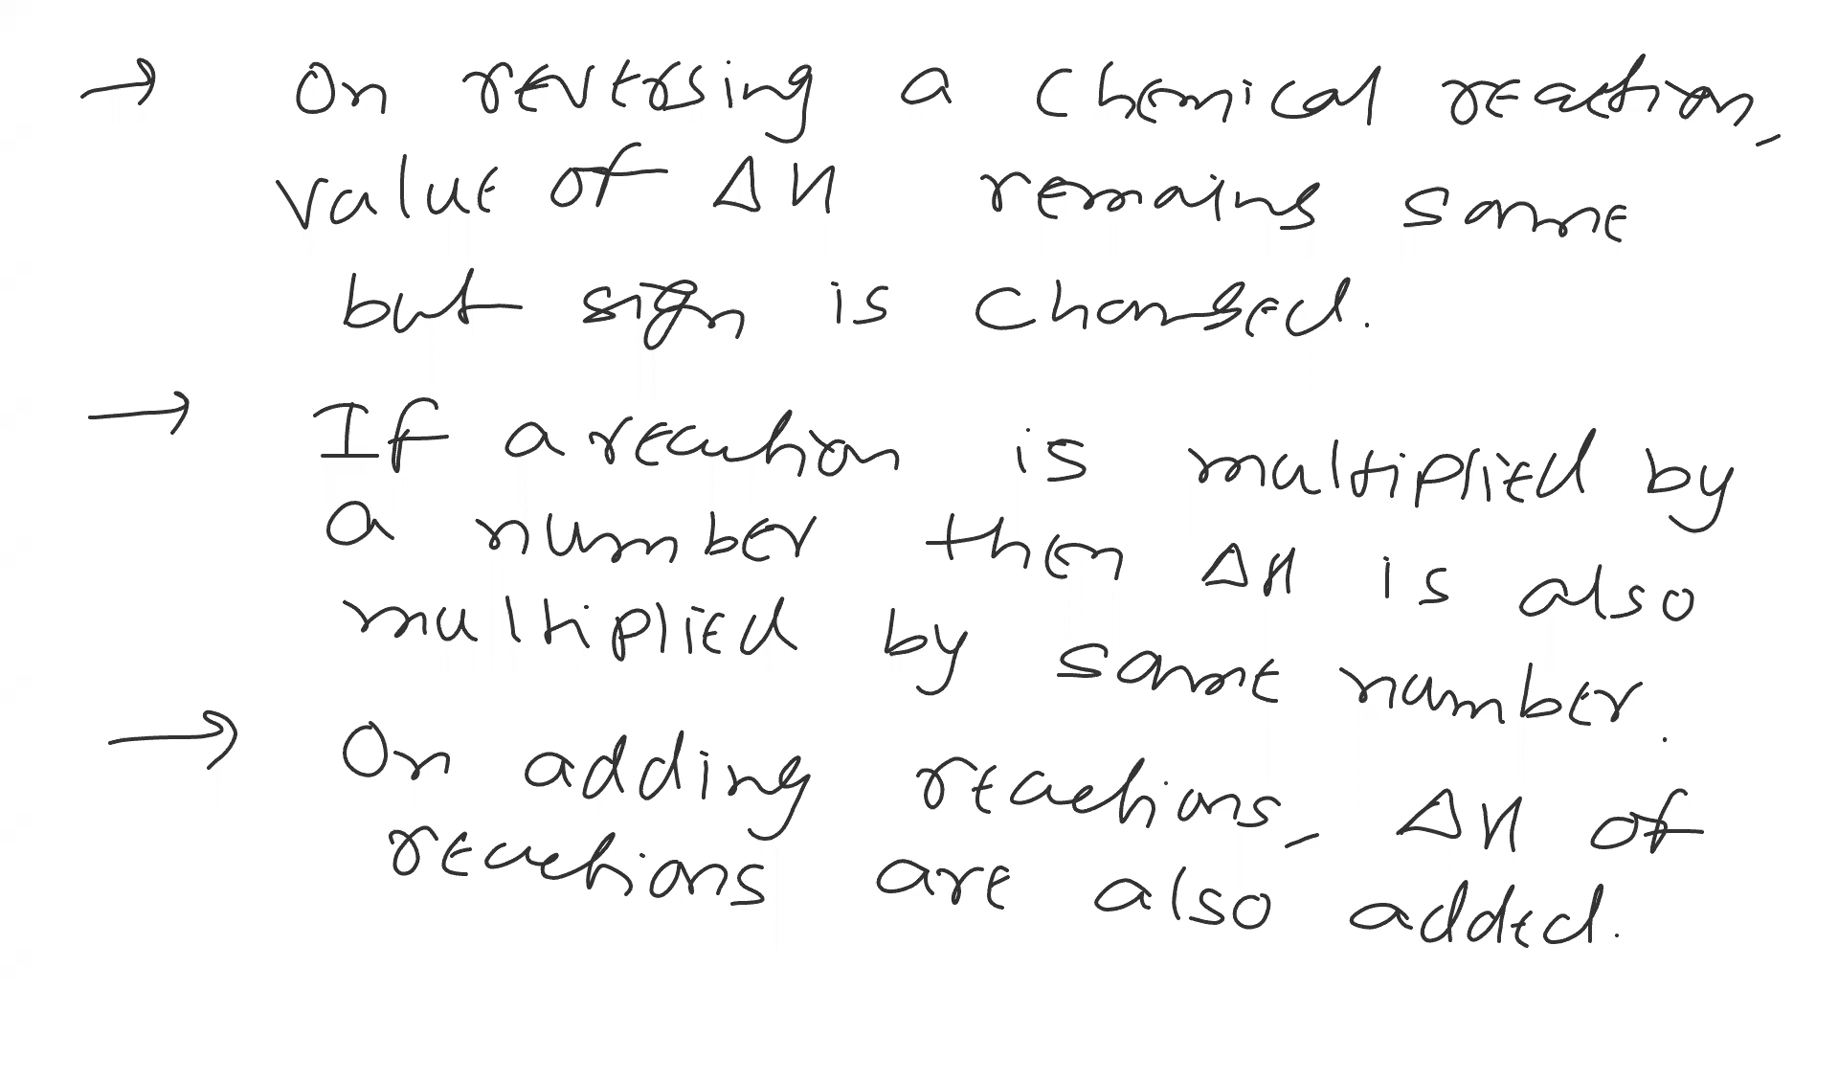 → On reversing a chemical reaction,
value of ΔH remains same
but sign is changed.
→ If a reaction is multiplied by
a number then ΔH is also
multiplied by same number.
→ On adding reactions, ΔH of
reactions are also added.